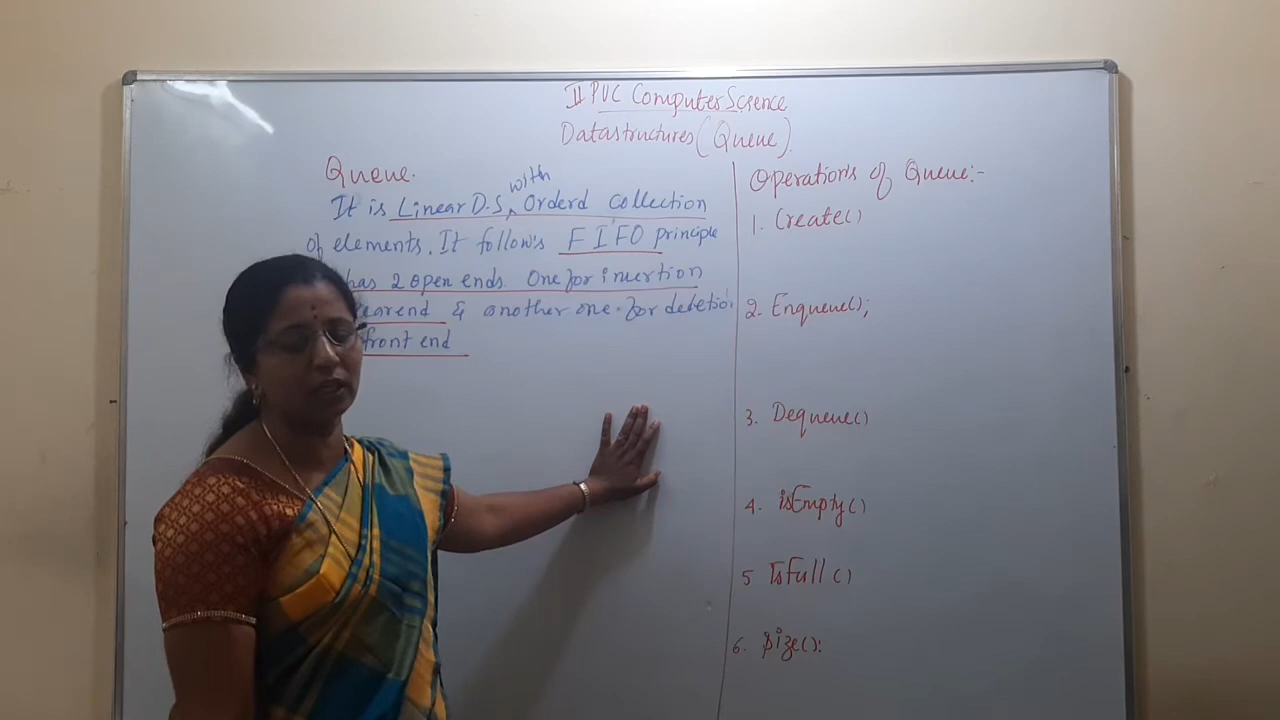 II PUC Computer Science
Datastructures (Queue).
Queue.
It is Linear D.S, with Orderd collection
of elements. It follows FIFO principle
has 2 open ends. One for insertion
rearend & another one for deletion
front end
Operations of Queue:-
1. Create()
2. Enqueue();
3. Dequeue()
4. isEmpty()
5 IsFull()
6. Size():